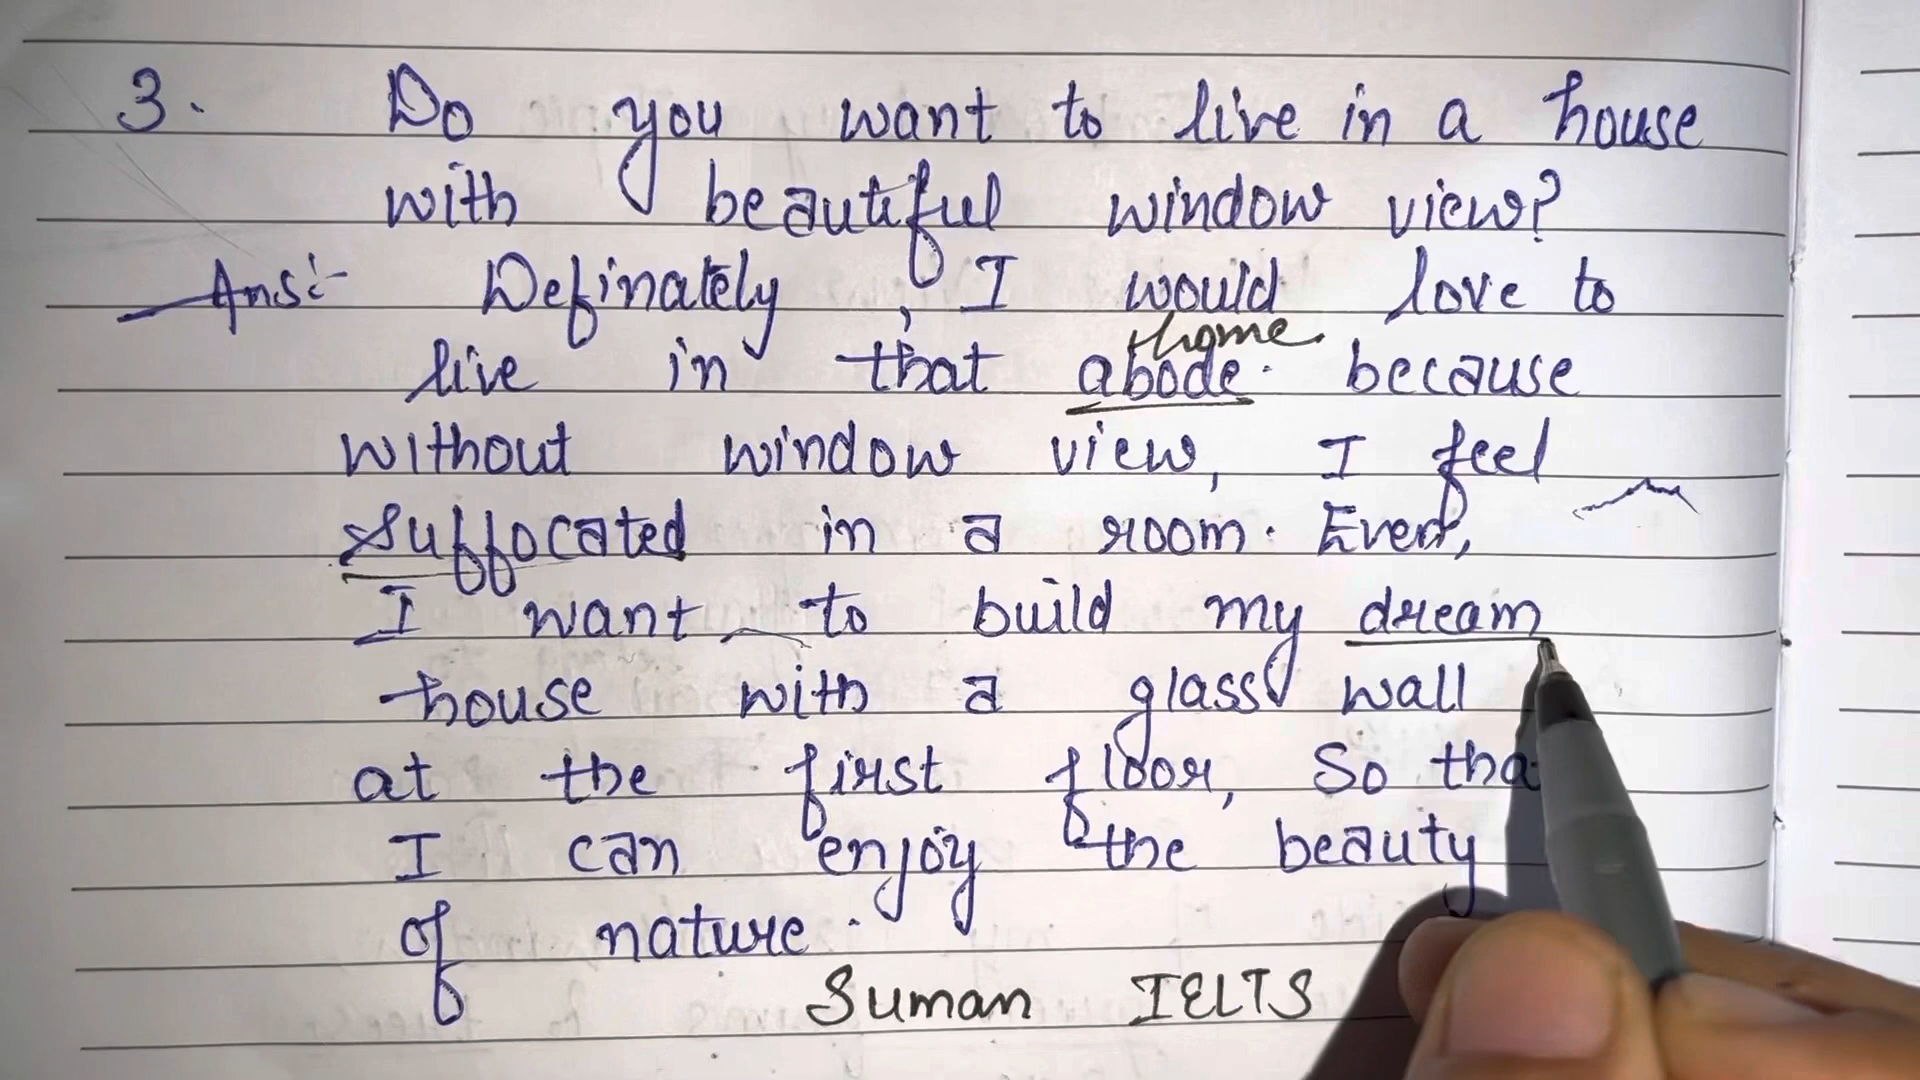 3. Do you want to live in a house
with beautiful window view?
Ans:- Definately, I would love to
home
live in that abode. because
without window view, I feel
suffocated in a room. Even,
I want to build my dream
house with a glass wall
at the first floor, So tha
I can enjoy the beauty
of nature.
Suman IELTS